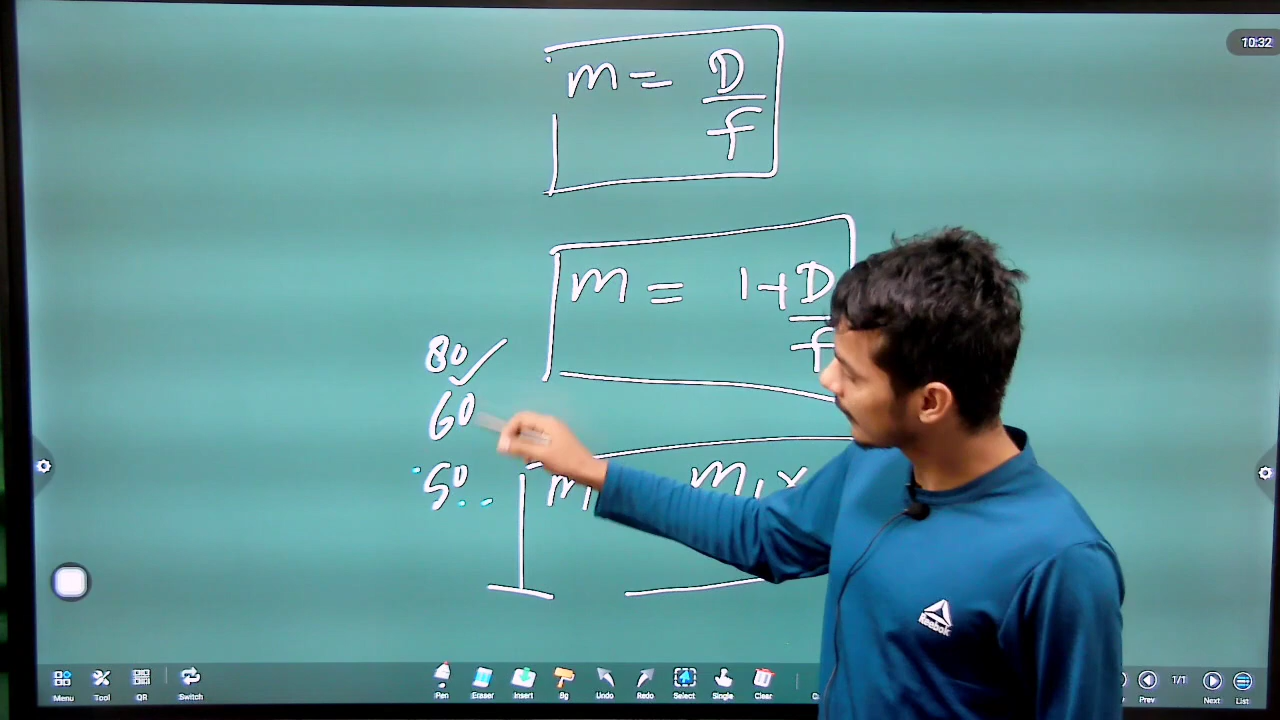 10:32
m = D/f
m = 1+D/f
80
60
50
m m₁ x
Reebok
Menu Tool QR Switch Pen Eraser Insert Bg Undo Redo Select Single Clear Prev 1/1 Next List